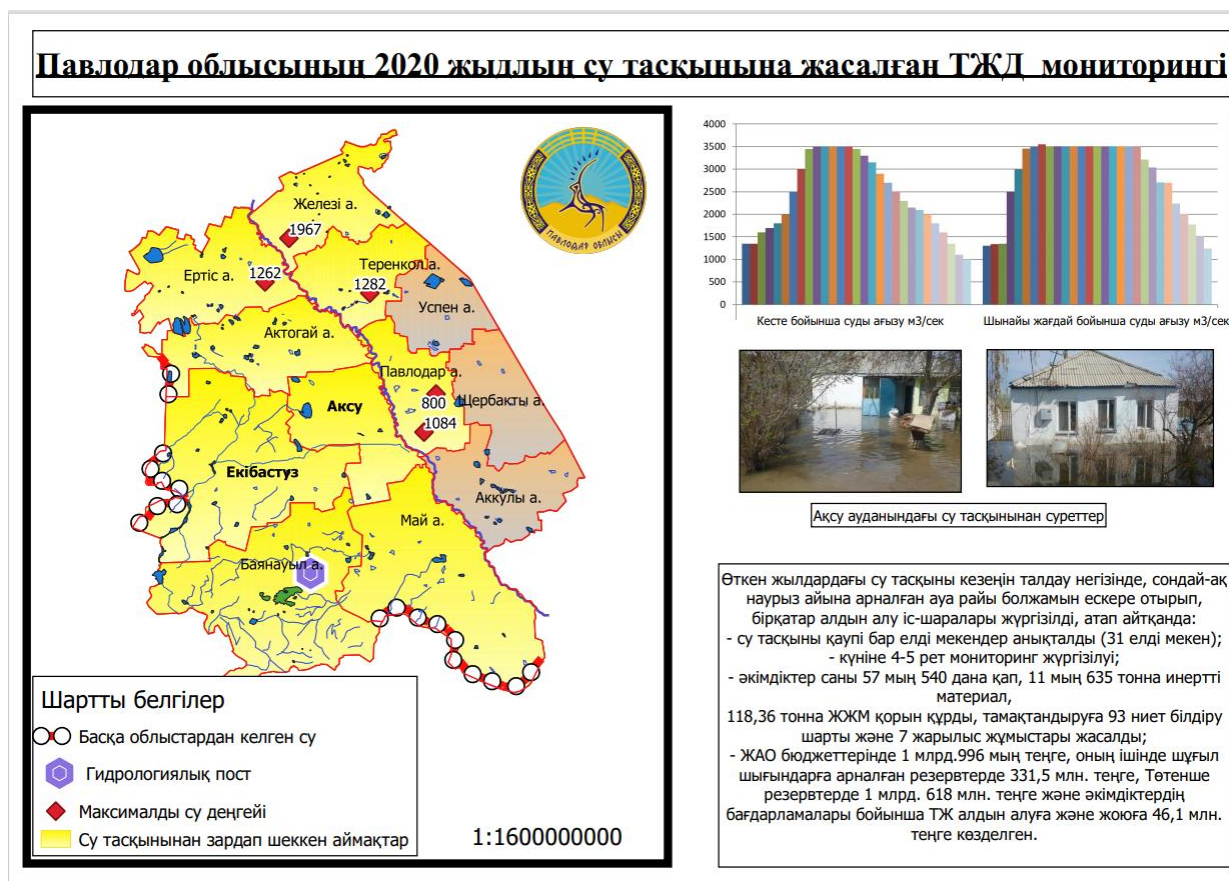 Павлодар облысының 2020 жыдлың су тасқынына жасалған ТЖД мониторингі
Железі а.
1967
Ертіс а.
1262
Теренкол а.
1282
Успен а.
Актогай а.
Павлодар а.
800
1084
Щербакты а.
Аксу
Екібастуз
Аккулы а.
Май а.
Баянауыл а.
ПАВЛОДАР ОБЛЫСЫ
Шартты белгілер
Басқа облыстардан келген су
Гидрологиялық пост
Максималды су деңгейі
Су тасқынынан зардап шеккен аймақтар
1:1600000000
4000
3500
3000
2500
2000
1500
1000
500
0
Кесте бойынша суды ағызу м3/сек
Шынайы жағдай бойынша суды ағызу м3/сек
Ақсу ауданындағы су тасқынынан суреттер
Өткен жылдардағы су тасқыны кезеңін талдау негізінде, сондай-ақ
наурыз айына арналған ауа райы болжамын ескере отырып,
бірқатар алдын алу іс-шаралары жүргізілді, атап айтқанда:
- су тасқыны қаупі бар елді мекендер анықталды (31 елді мекен);
- күніне 4-5 рет мониторинг жүргізілуі;
- әкімдіктер саны 57 мың 540 дана қап, 11 мың 635 тонна инертті
материал,
118,36 тонна ЖЖМ қорын құрды, тамақтандыруға 93 ниет білдіру
шарты және 7 жарылыс жұмыстары жасалды;
- ЖАО бюджеттерінде 1 млрд.996 мың теңге, оның ішінде шұғыл
шығындарға арналған резервтерде 331,5 млн. теңге, Төтенше
резервтерде 1 млрд. 618 млн. теңге және әкімдіктердің
бағдарламалары бойынша ТЖ алдын алуға және жоюға 46,1 млн.
теңге көзделген.